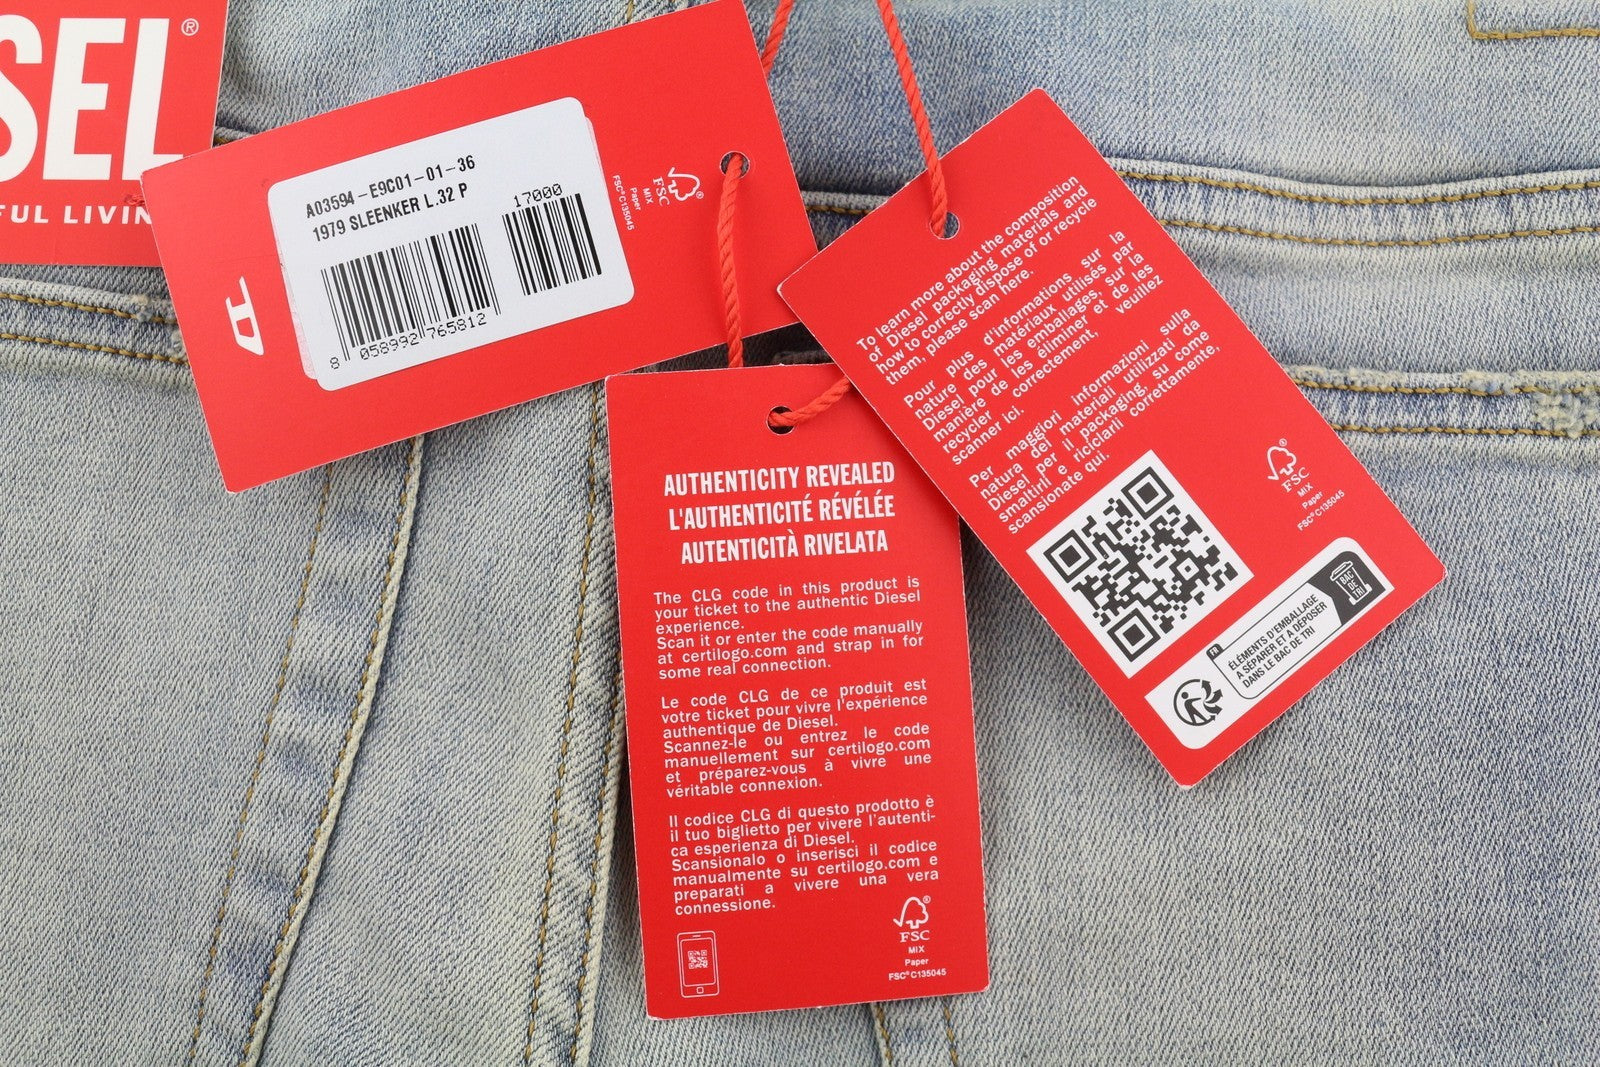 SEL®
FUL LIVIN
A03594-E9C01-01-36
1979 SLEENKER L.32 P
17000
8 058992 765812
FSC®
MIX
Paper
FSC® C135045
AUTHENTICITY REVEALED
L'AUTHENTICITÉ RÉVÉLÉE
AUTENTICITÀ RIVELATA
The CLG code in this product is
your ticket to the authentic Diesel
experience.
Scan it or enter the code manually
at certilogo.com and strap in for
some real connection.
Le code CLG de ce produit est
votre ticket pour vivre l'expérience
authentique de Diesel.
Scannez-le ou entrez le code
manuellement sur certilogo.com
et préparez-vous à vivre une
véritable connexion.
Il codice CLG di questo prodotto è
il tuo biglietto per vivere l'autenti-
ca esperienza di Diesel.
Scansionalo o inserisci il codice
manualmente su certilogo.com e
preparati a vivere una vera
connessione.
FSC®
MIX
Paper
FSC® C135045
To learn more about the composition
of Diesel packaging materials and
how to correctly dispose of or recycle
them, please scan here.
Pour plus d'informations sur la
nature des matériaux utilisés par
Diesel pour les emballages, sur la
manière de les éliminer et de les
recycler correctement, veuillez
scanner ici.
Per maggiori informazioni sulla
natura dei materiali utilizzati da
Diesel per il packaging, su come
smaltirli e riciclarli correttamente,
scansionate qui.
FSC®
MIX
Paper
FSC® C135045
FR
ÉLÉMENTS D'EMBALLAGE
A SÉPARER ET A DÉPOSER
DANS LE BAC DE TRI
BAC
DE
TRI